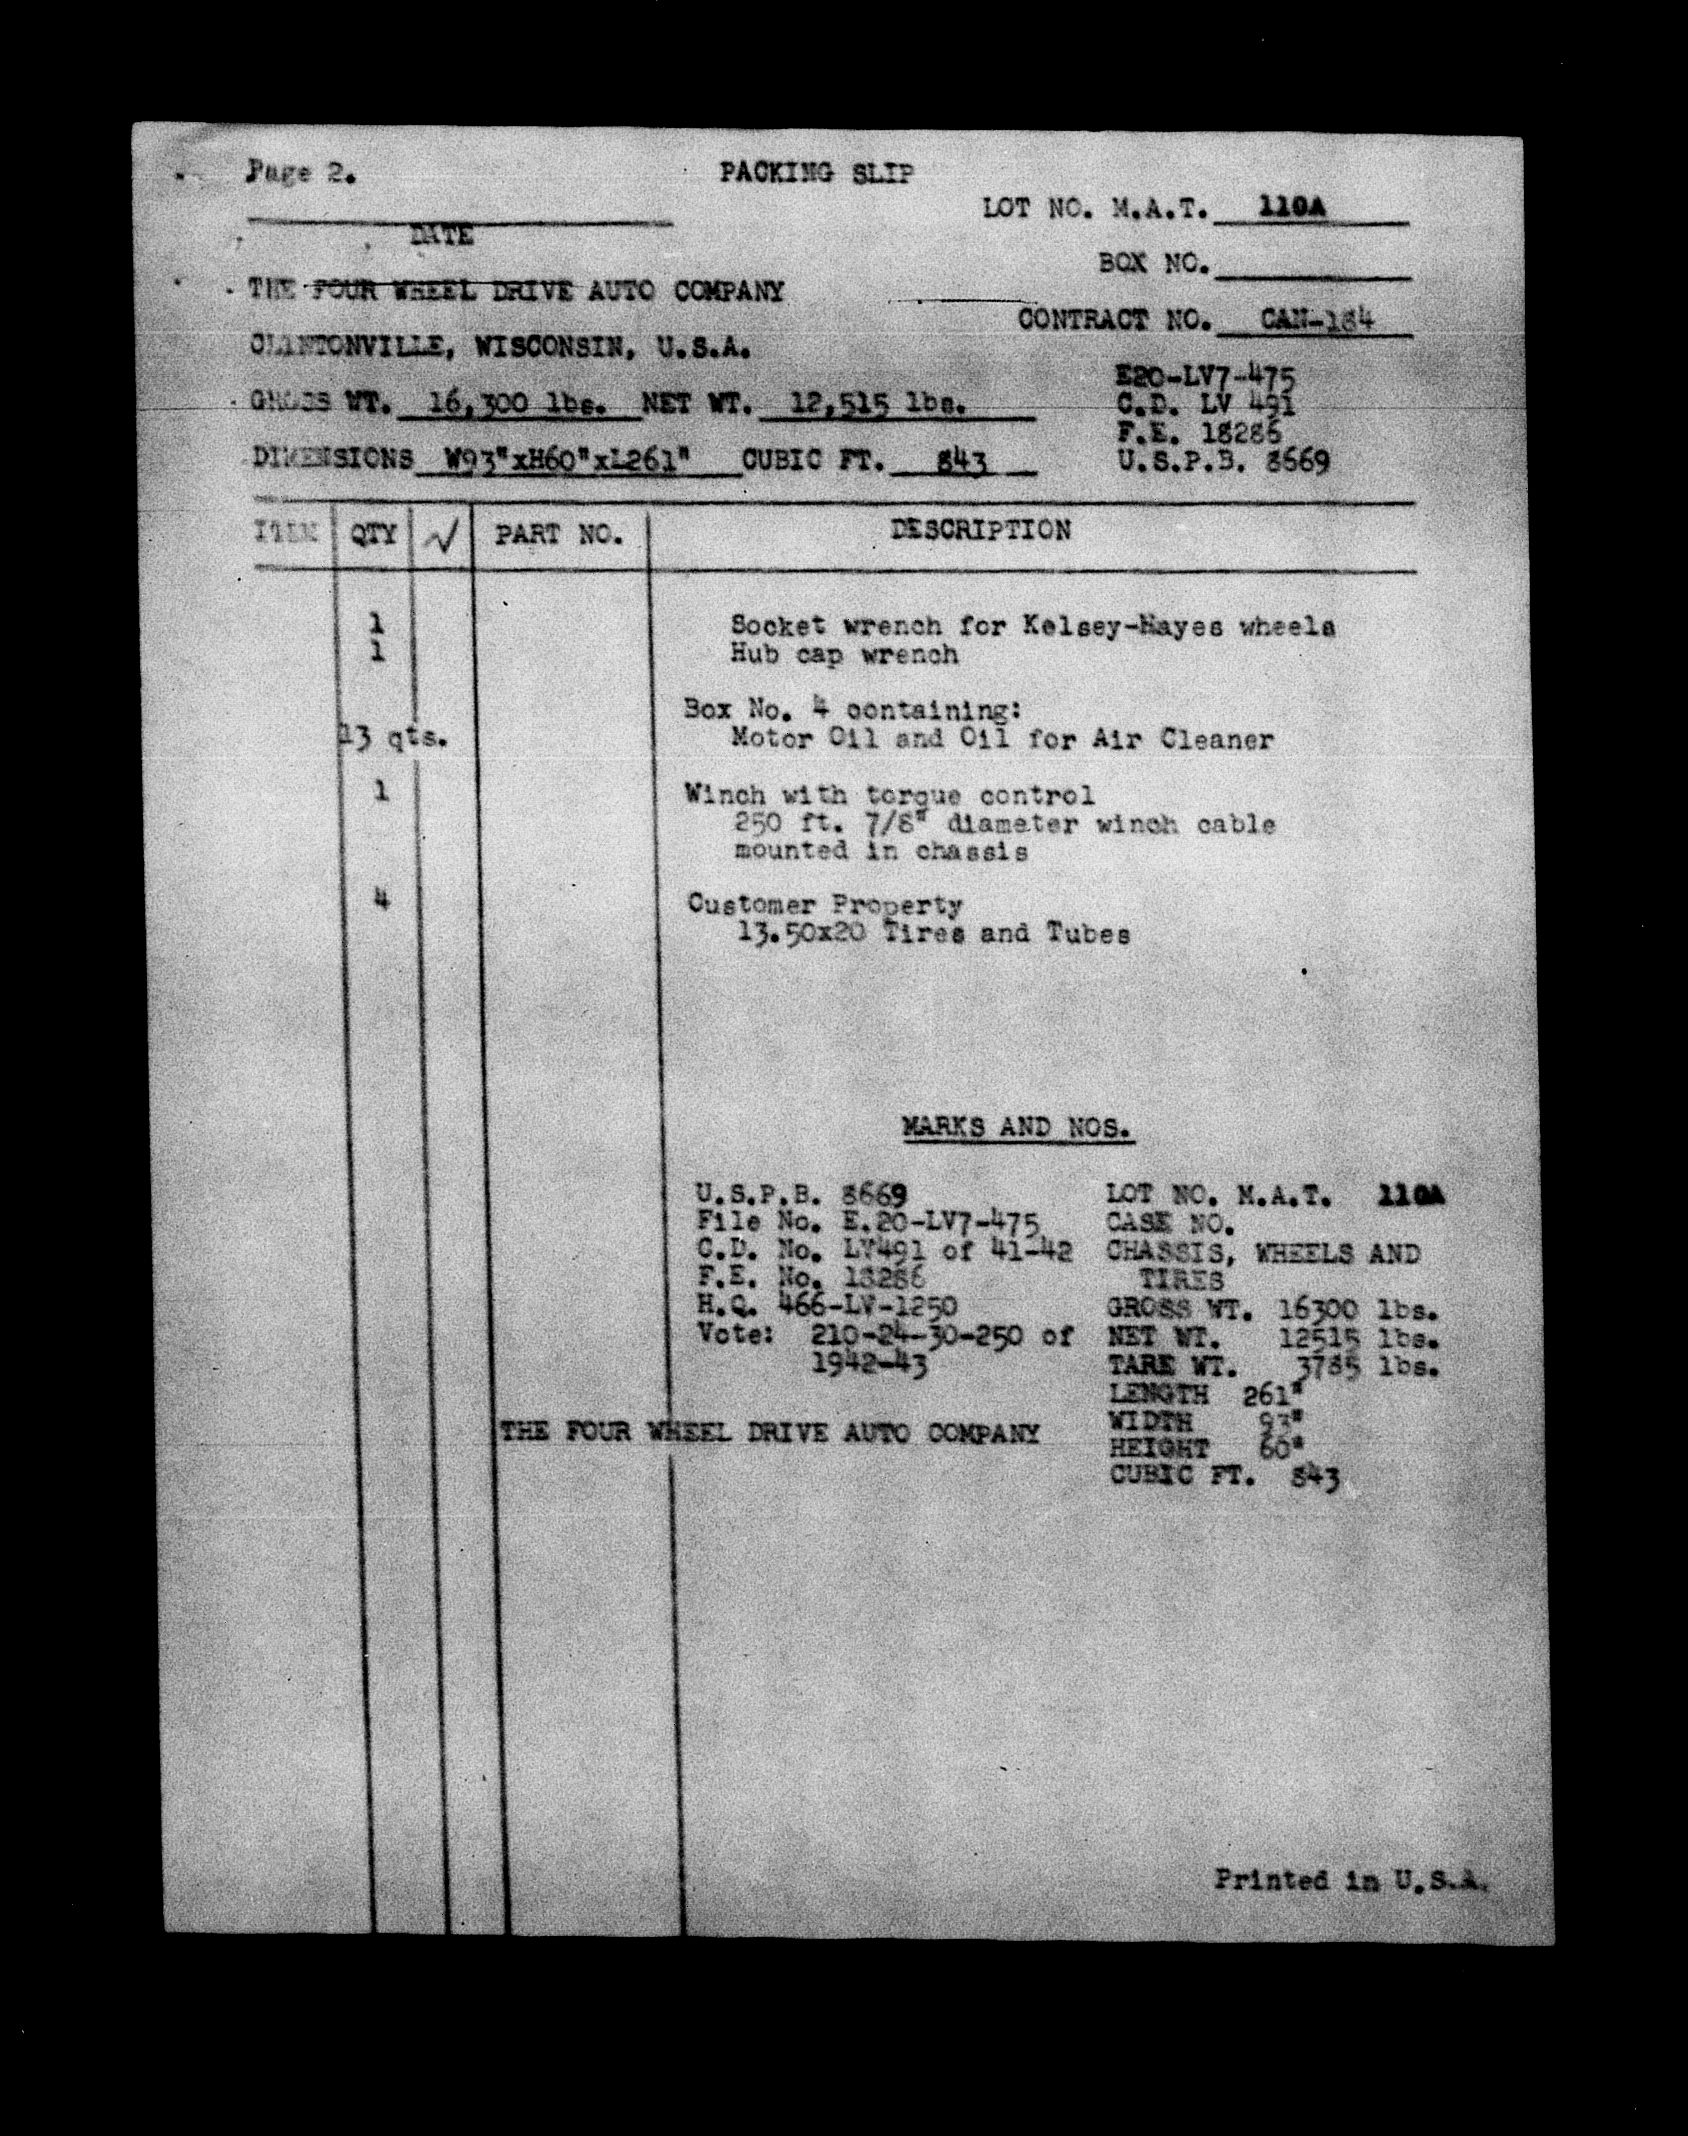 Page 2.
PACKING SLIP
LOT NO. M.A.T. 110A
DATE
BOX NO.
THE FOUR WHEEL DRIVE AUTO COMPANY
CONTRACT NO. CAN-184
CLINTONVILLE, WISCONSIN, U.S.A.
E20-LV7-475
GROSS WT. 16,300 lbs. NET WT. 12,515 lbs.
C.D. LV 491
F.E. 18286
DIMENSIONS W93"xH60"xL261" CUBIC FT. 843
U.S.P.B. 8669
ITEM QTY √ PART NO. DESCRIPTION
1 Socket wrench for Kelsey-Hayes wheels
1 Hub cap wrench
Box No. 4 containing:
13 qts. Motor Oil and Oil for Air Cleaner
1 Winch with torque control
250 ft. 7/8" diameter winch cable
mounted in chassis
4 Customer Property
13.50x20 Tires and Tubes
MARKS AND NOS.
U.S.P.B. 8669
File No. E.20-LV7-475
C.D. No. LV491 of 41-42
F.E. No. 18286
H.Q. 466-LV-1250
Vote: 210-24-30-250 of
1942-43
LOT NO. M.A.T. 110A
CASE NO.
CHASSIS, WHEELS AND
TIRES
GROSS WT. 16300 lbs.
NET WT. 12515 lbs.
TARE WT. 3785 lbs.
LENGTH 261"
WIDTH 93"
HEIGHT 60"
CUBIC FT. 843
THE FOUR WHEEL DRIVE AUTO COMPANY
Printed in U.S.A.